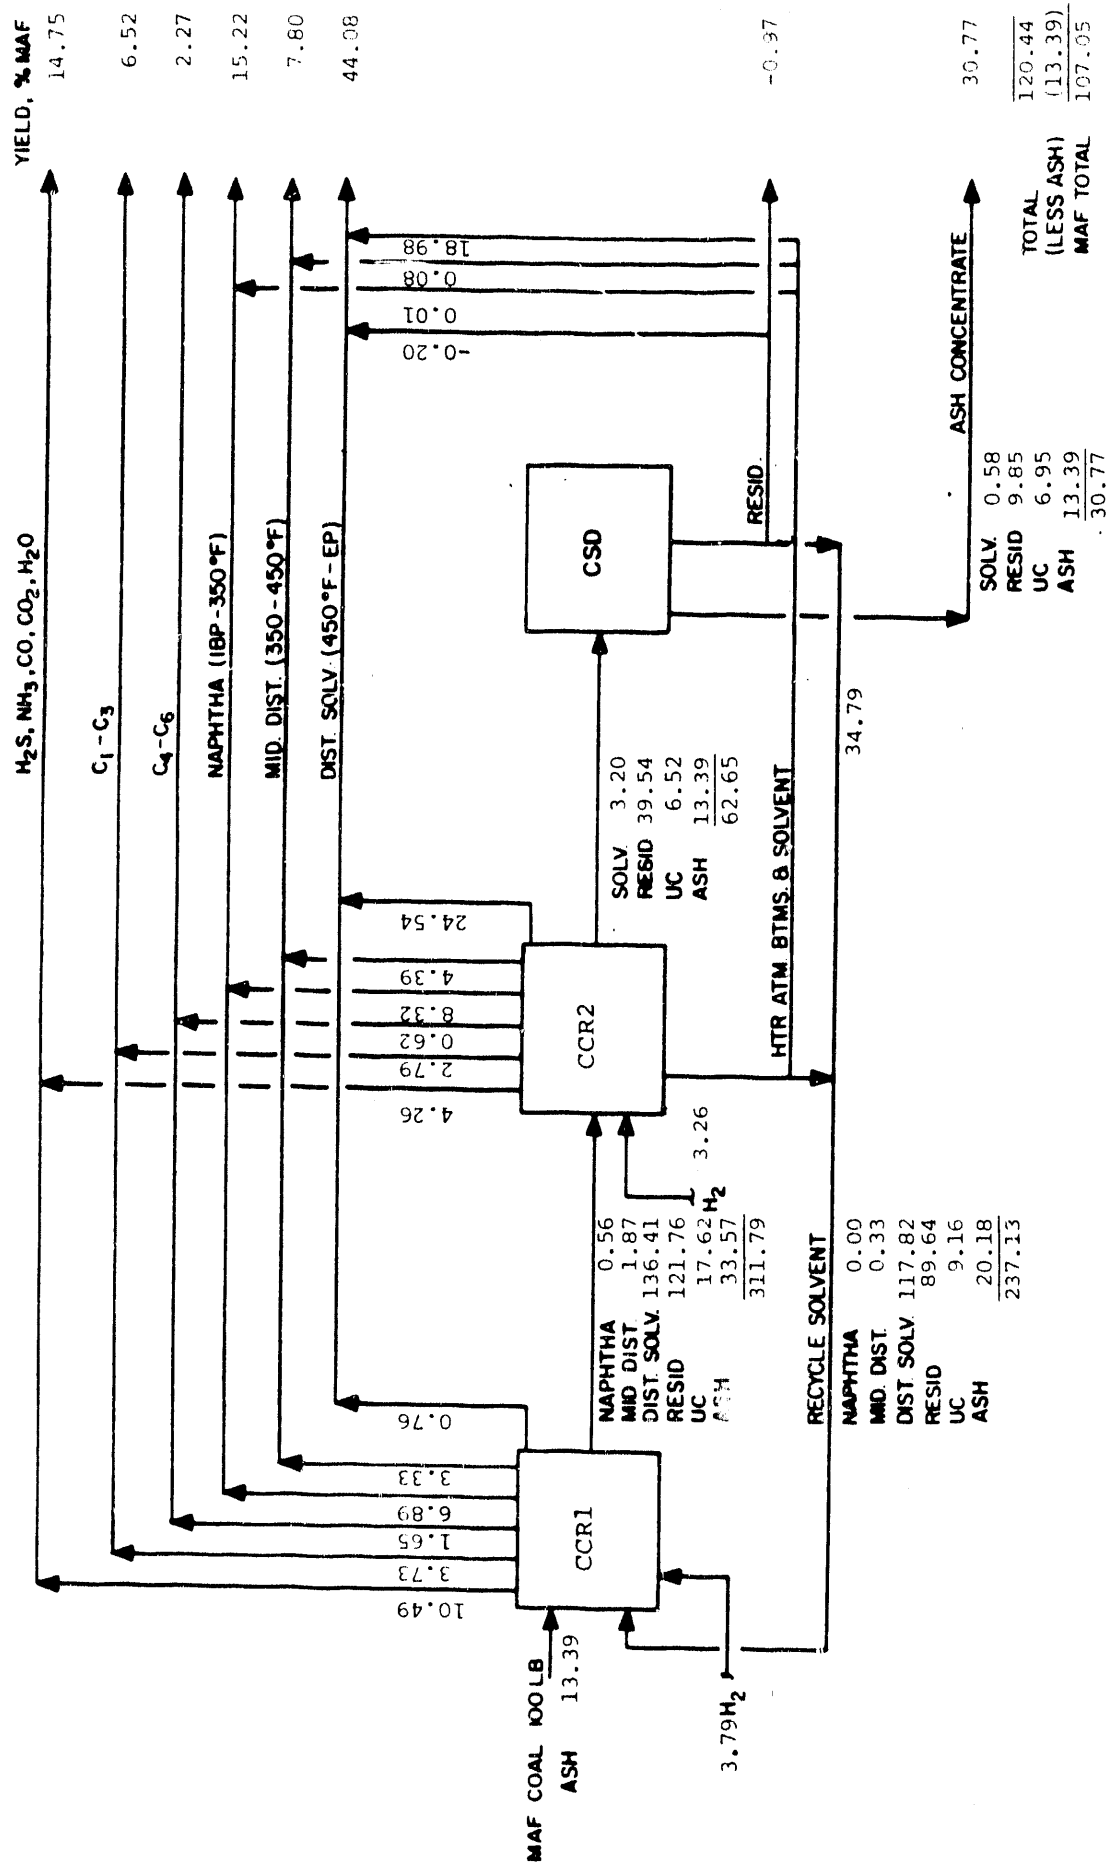 YIELD, % MAF
H2S, NH3, CO, CO2, H2O 14.75
C1-C3 6.52
C4-C6 2.27
NAPHTHA (IBP-350°F) 15.22
MID. DIST. (350-450°F) 7.80
DIST. SOLV. (450°F-EP) 44.08
10.49
3.73
1.65
6.89
3.33
0.76
4.26
2.79
0.62
8.32
4.39
24.54
-0.20
0.01
0.08
18.98
MAF COAL 100 LB
ASH 13.39
3.79 H2
CCR1
NAPHTHA 0.56
MID. DIST. 1.87
DIST. SOLV. 136.41
RESID 121.76
UC 17.62
ASH 33.57
311.79
H2 3.26
CCR2
SOLV. 3.20
RESID 39.54
UC 6.52
ASH 13.39
62.65
CSD
RESID
-0.97
HTR ATM. BTMS. & SOLVENT
34.79
RECYCLE SOLVENT
NAPHTHA 0.00
MID. DIST. 0.33
DIST. SOLV. 117.82
RESID 89.64
UC 9.16
ASH 20.18
237.13
ASH CONCENTRATE 30.77
SOLV. 0.58
RESID 9.85
UC 6.95
ASH 13.39
30.77
TOTAL 120.44
(LESS ASH) (13.39)
MAF TOTAL 107.05